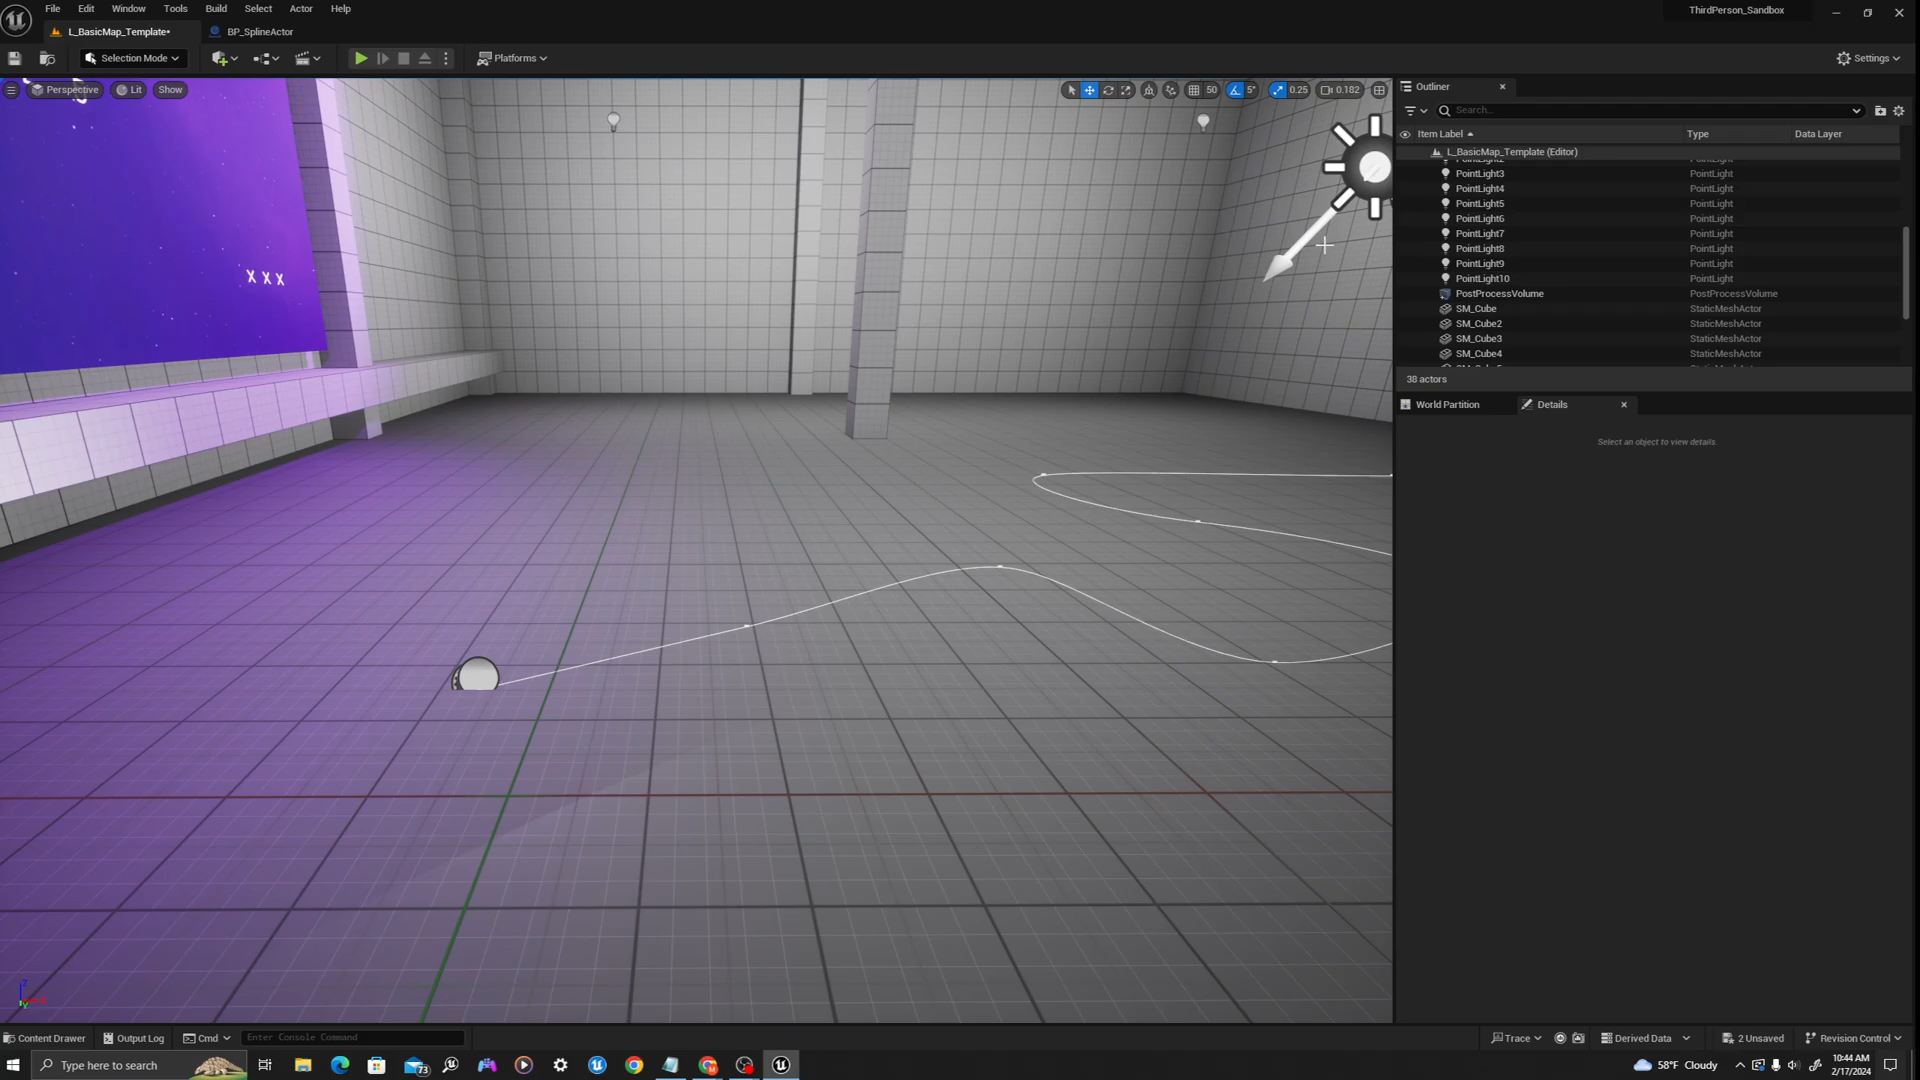 File Edit Window Tools Build Select Actor Help
ThirdPerson_Sandbox
L_BasicMap_Template•
BP_SplineActor
Selection Mode
Platforms
Settings
Perspective Lit Show
50 5° 0.25 0.182
X X X
Outliner
Search...
Item Label Type Data Layer
L_BasicMap_Template (Editor)
PointLight2 PointLight
PointLight3 PointLight
PointLight4 PointLight
PointLight5 PointLight
PointLight6 PointLight
PointLight7 PointLight
PointLight8 PointLight
PointLight9 PointLight
PointLight10 PointLight
PostProcessVolume PostProcessVolume
SM_Cube StaticMeshActor
SM_Cube2 StaticMeshActor
SM_Cube3 StaticMeshActor
SM_Cube4 StaticMeshActor
38 actors
World Partition Details
Select an object to view details.
Z
Content Drawer Output Log Cmd Enter Console Command
Trace Derived Data 2 Unsaved Revision Control
Type here to search
73
58°F Cloudy
10:44 AM
2/17/2024